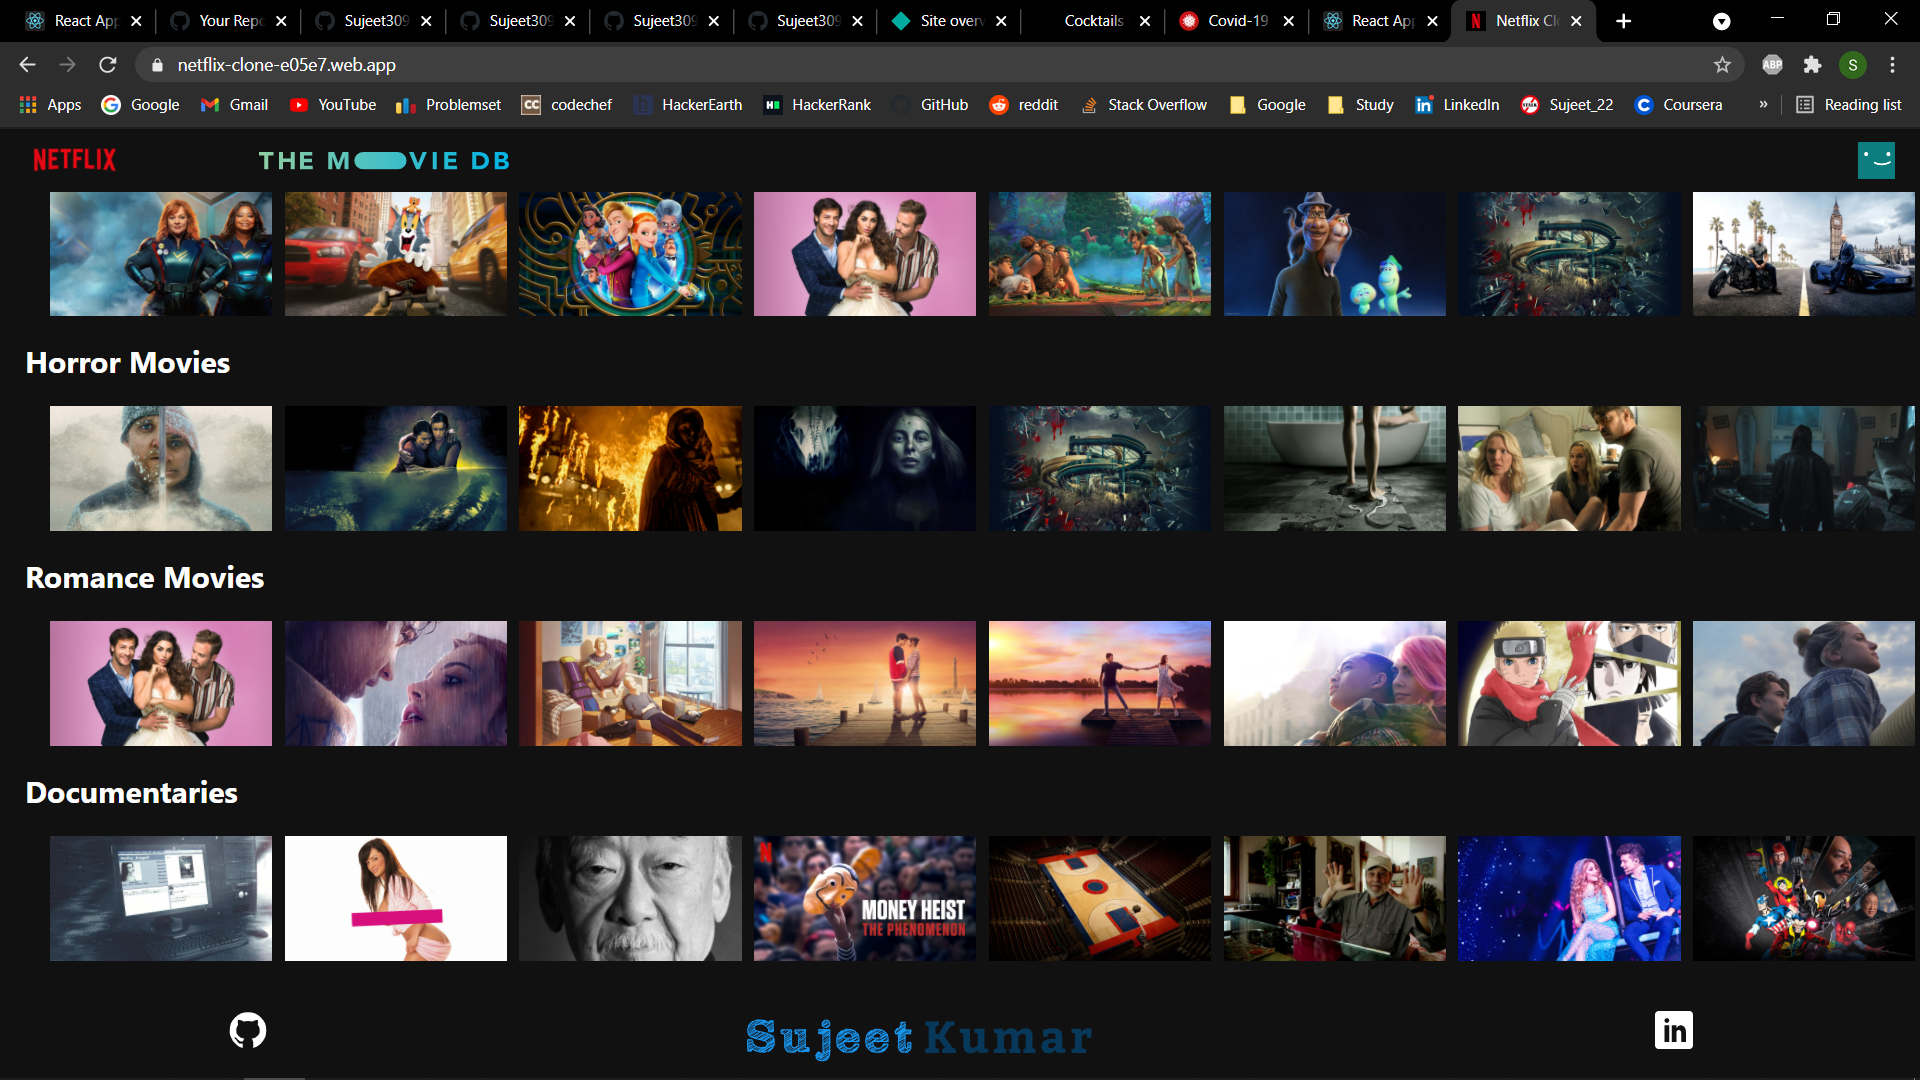 React App Your Repo Sujeet309 Sujeet309 Sujeet309 Sujeet309 Site overv Cocktails Covid-19 React App Netflix Cl
netflix-clone-e05e7.web.app ABP S
Apps Google Gmail YouTube Problemset CC codechef HackerEarth HackerRank GitHub reddit Stack Overflow Google Study LinkedIn Sujeet_22 Coursera » Reading list
NETFLIX THE MOVIE DB
Horror Movies
Romance Movies
Documentaries
N MONEY HEIST
THE PHENOMENON
Sujeet Kumar in